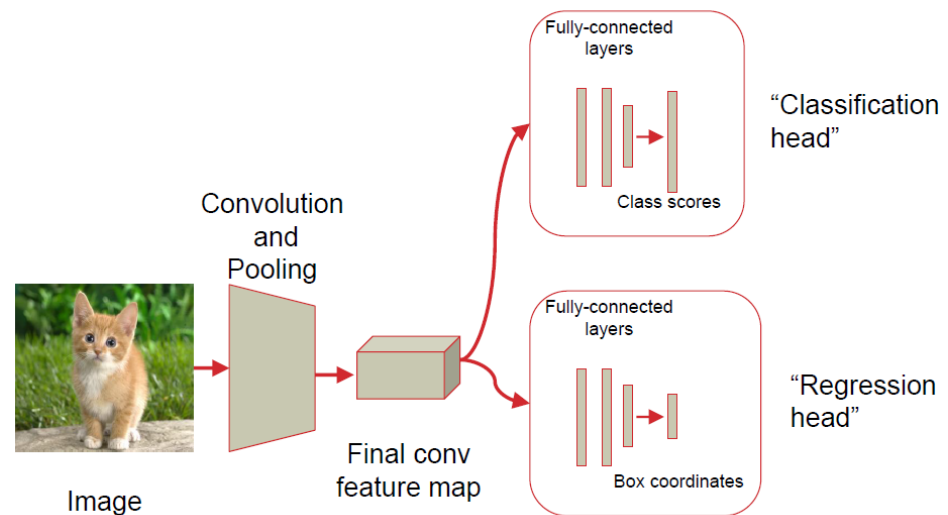 Fully-connected
layers
Class scores
“Classification
head”
Convolution
and
Pooling
Fully-connected
layers
Box coordinates
“Regression
head”
Final conv
feature map
Image